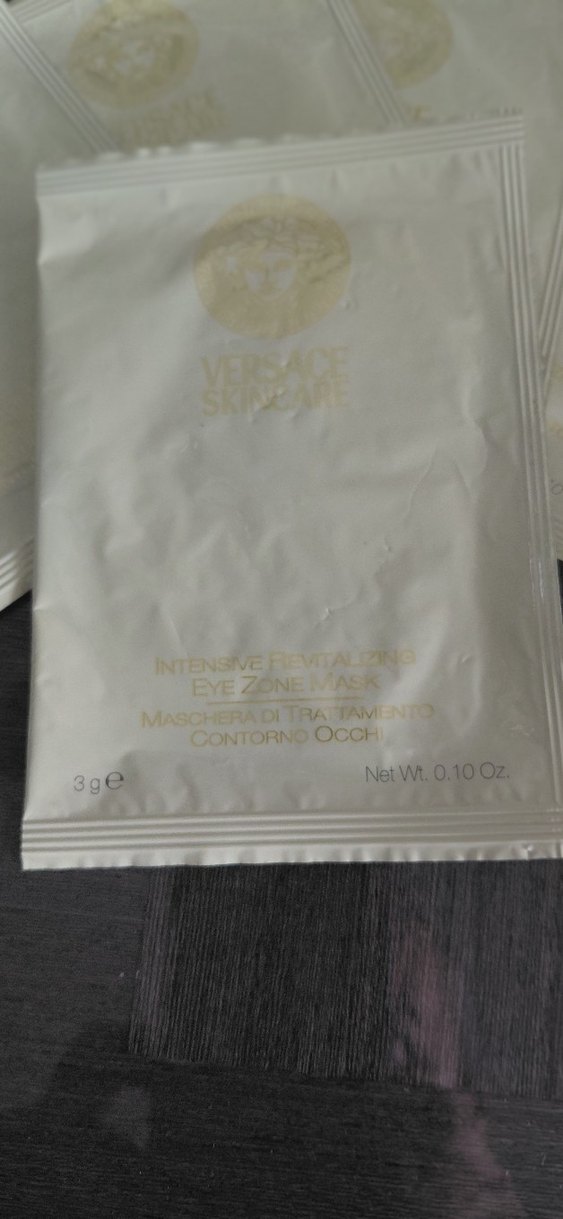 VERSACE
SKINCARE
INTENSIVE REVITALIZING
EYE ZONE MASK
MASCHERA DI TRATTAMENTO
CONTORNO OCCHI
3 g ℮
Net Wt. 0.10 Oz.